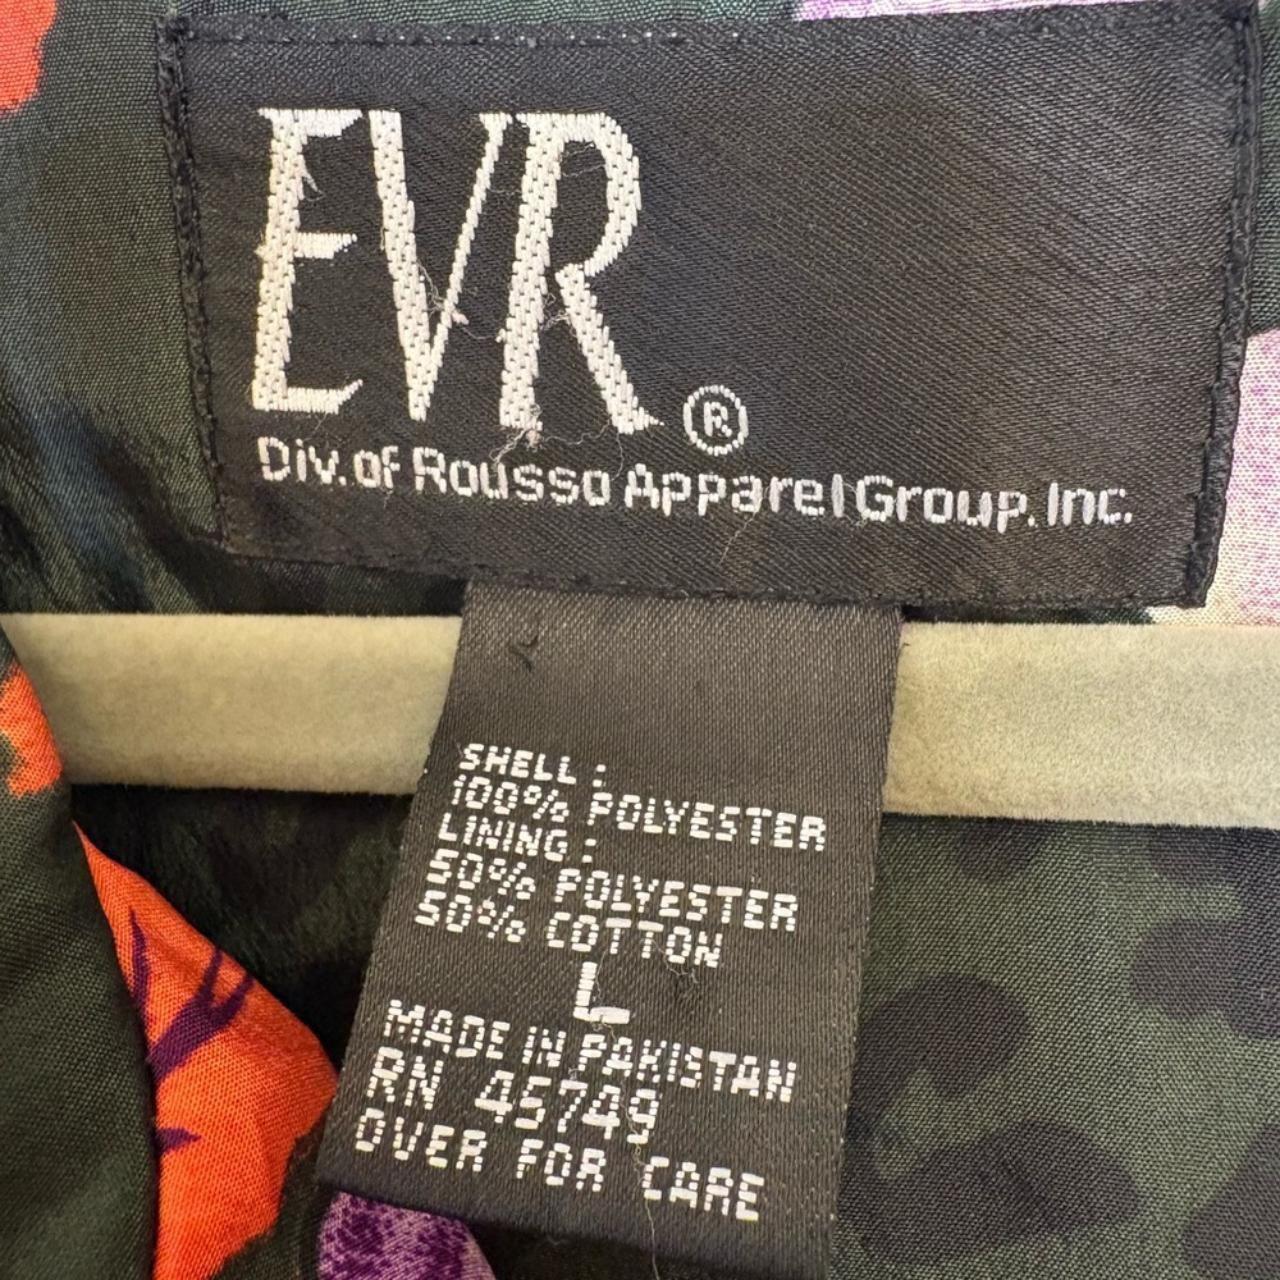 EVR®
Div. of Rousso Apparel Group. Inc.
SHELL :
100% POLYESTER
LINING :
50% POLYESTER
50% COTTON
L
MADE IN PAKISTAN
RN 45749
OVER FOR CARE